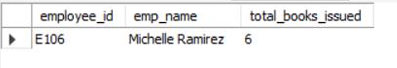 employee_id emp_name total_books_issued
E106 Michelle Ramirez 6